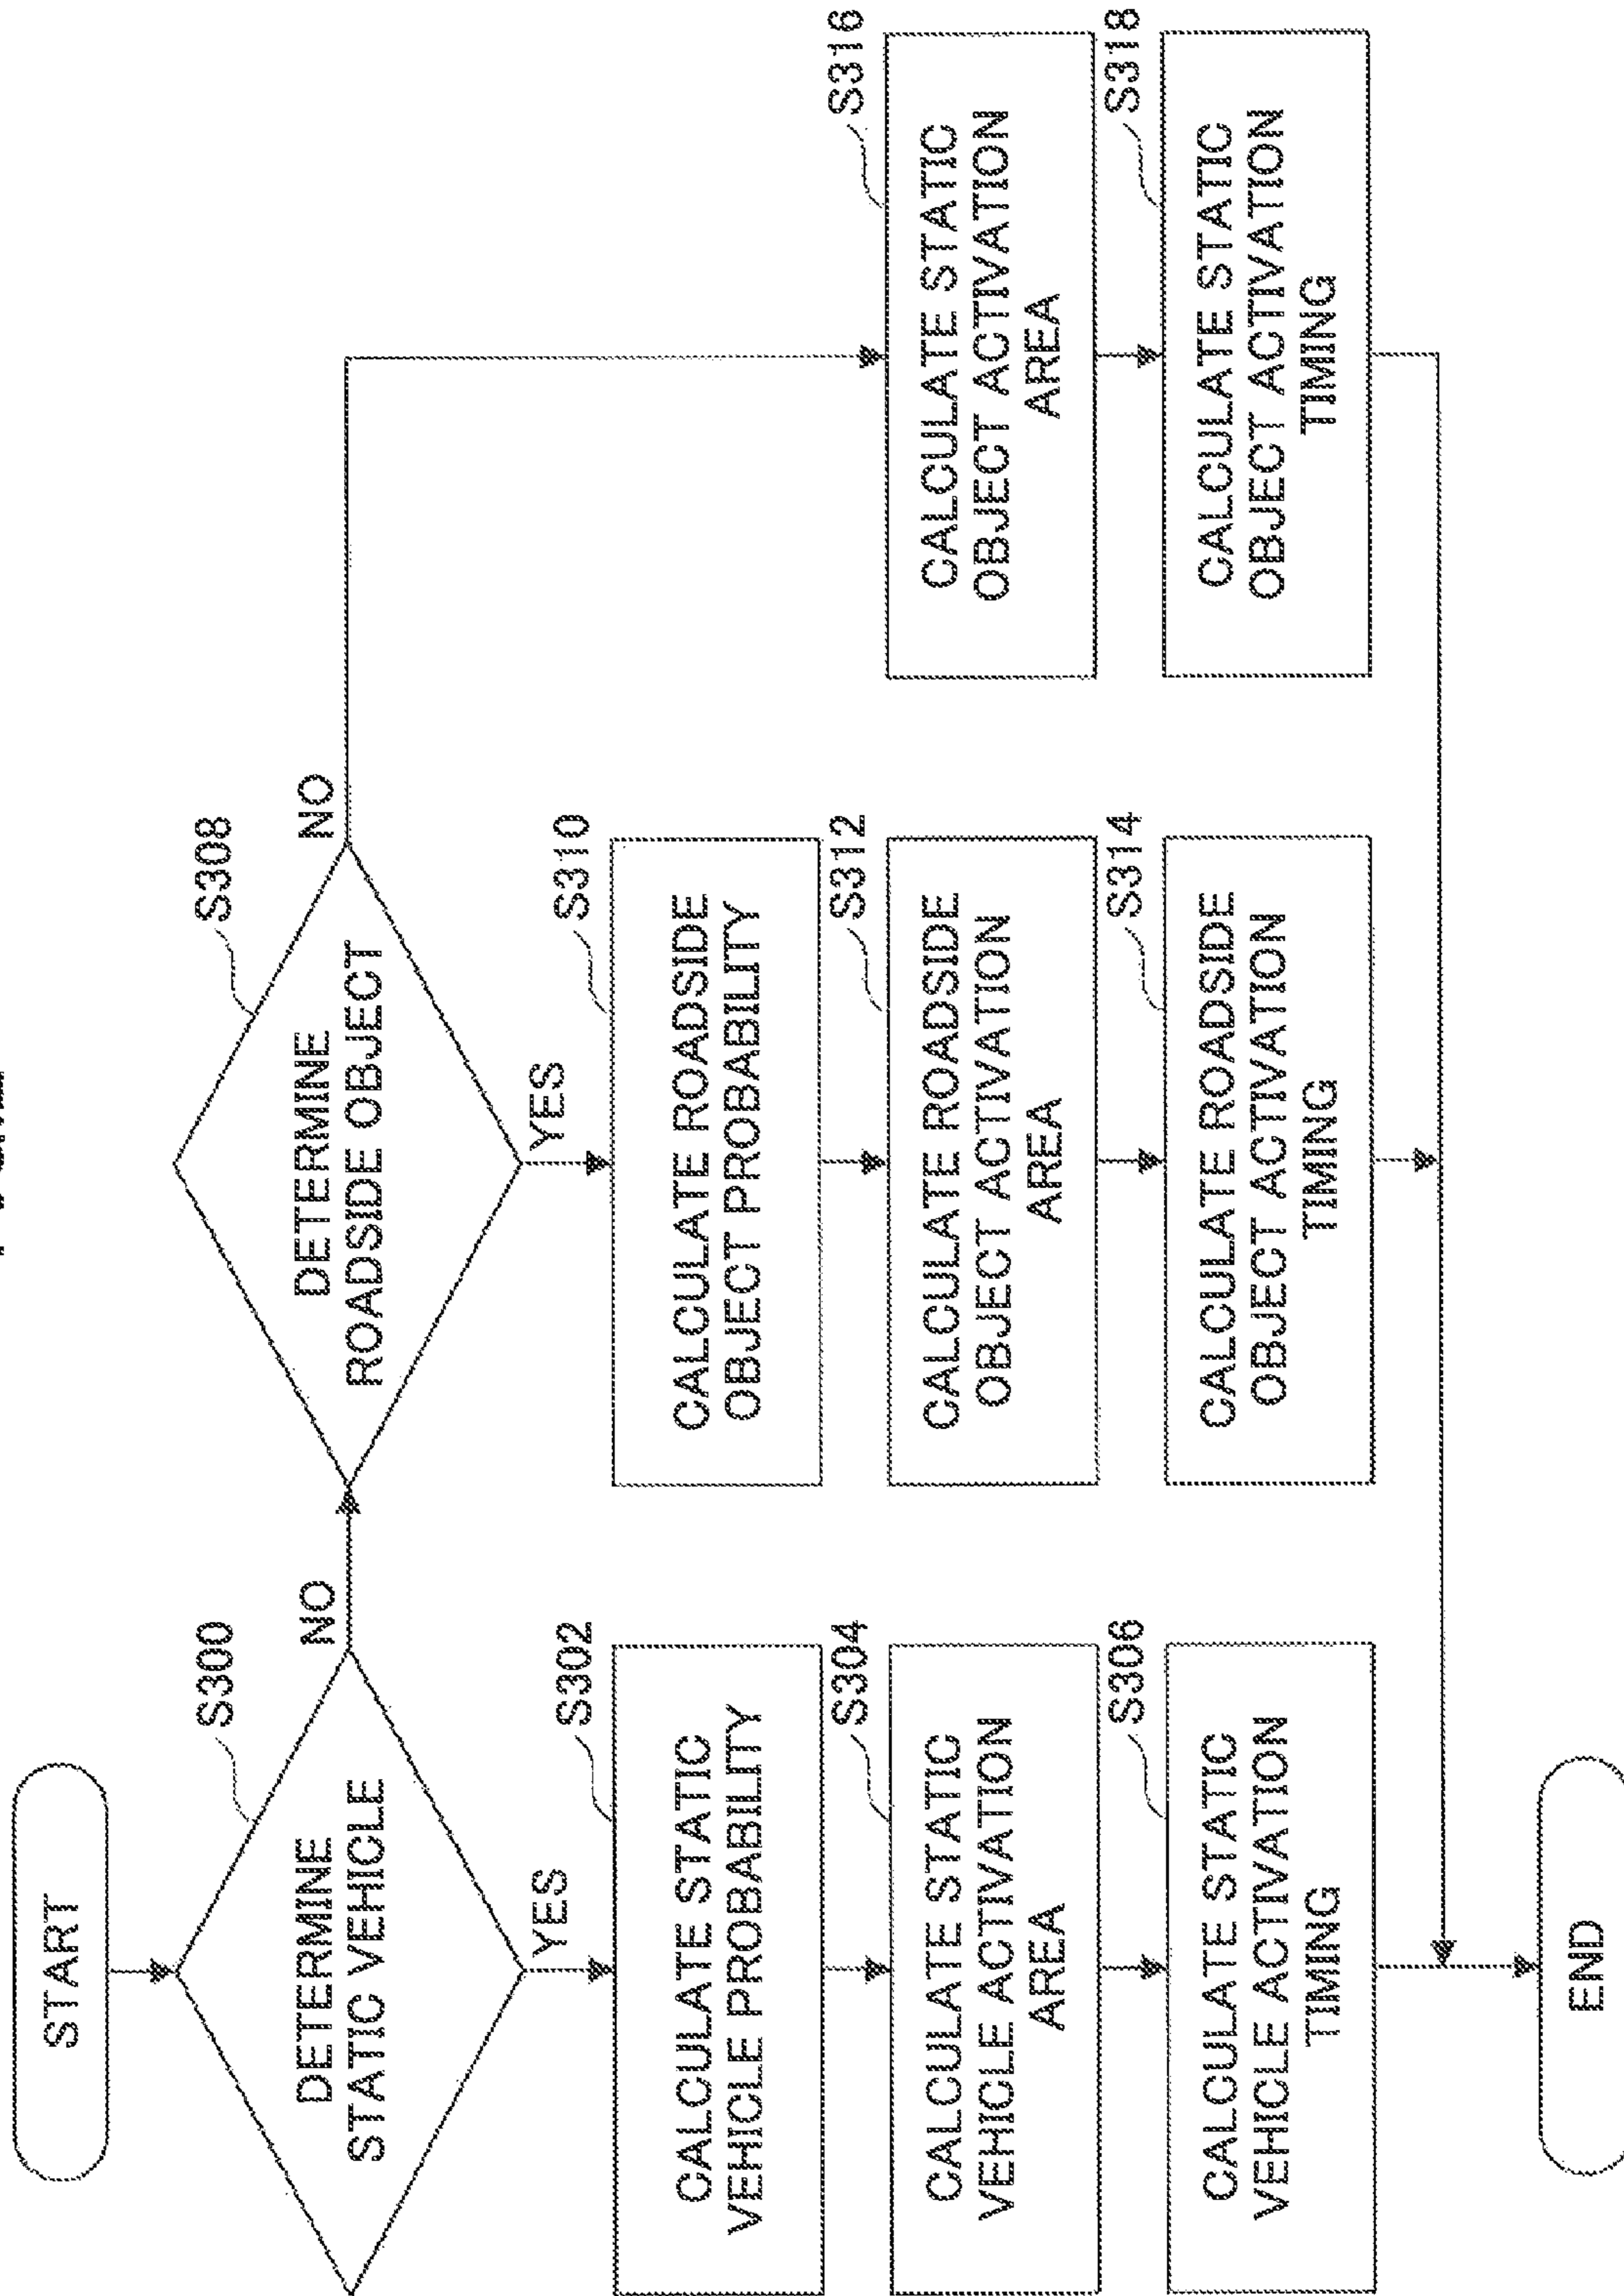 START
S300
DETERMINE
STATIC VEHICLE
NO
YES
S302
CALCULATE STATIC
VEHICLE PROBABILITY
S304
CALCULATE STATIC
VEHICLE ACTIVATION
AREA
S306
CALCULATE STATIC
VEHICLE ACTIVATION
TIMING
S308
DETERMINE
ROADSIDE OBJECT
NO
YES
S310
CALCULATE ROADSIDE
OBJECT PROBABILITY
S312
CALCULATE ROADSIDE
OBJECT ACTIVATION
AREA
S314
CALCULATE ROADSIDE
OBJECT ACTIVATION
TIMING
S316
CALCULATE STATIC
OBJECT ACTIVATION
AREA
S318
CALCULATE STATIC
OBJECT ACTIVATION
TIMING
END